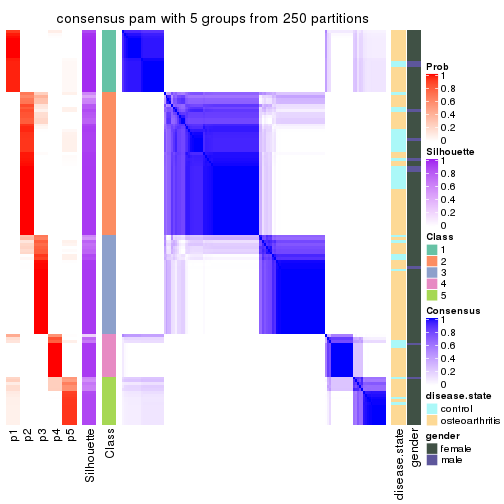 consensus pam with 5 groups from 250 partitions
Prob
1
0.8
0.6
0.4
0.2
0
Silhouette
1
0.8
0.6
0.4
0.2
0
Class
1
2
3
4
5
Consensus
1
0.8
0.6
0.4
0.2
0
disease.state
control
osteoarthritis
gender
female
male
p1
p2
p3
p4
p5
Silhouette
Class
disease.state
gender